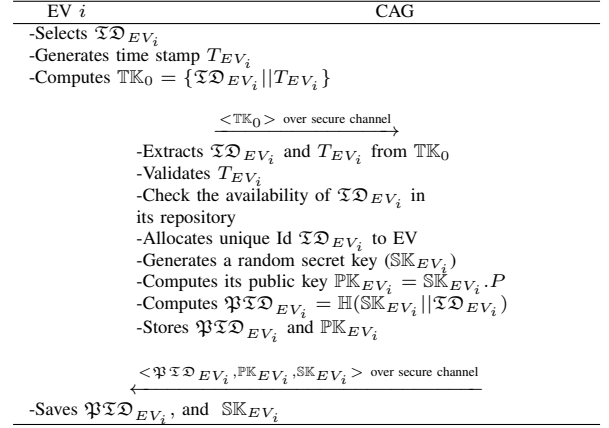 EV i CAG
-Selects 𝔗𝔇_{EV_i}
-Generates time stamp T_{EV_i}
-Computes 𝕋𝕂_0 = {𝔗𝔇_{EV_i}||T_{EV_i}}
<𝕋𝕂_0> over secure channel
-Extracts 𝔗𝔇_{EV_i} and T_{EV_i} from 𝕋𝕂_0
-Validates T_{EV_i}
-Check the availability of 𝔗𝔇_{EV_i} in
its repository
-Allocates unique Id 𝔗𝔇_{EV_i} to EV
-Generates a random secret key (𝕊𝕂_{EV_i})
-Computes its public key ℙ𝕂_{EV_i} = 𝕊𝕂_{EV_i}.P
-Computes 𝔓𝔗𝔇_{EV_i} = ℍ(𝕊𝕂_{EV_i}||𝔗𝔇_{EV_i})
-Stores 𝔓𝔗𝔇_{EV_i} and ℙ𝕂_{EV_i}
<𝔓𝔗𝔇_{EV_i},ℙ𝕂_{EV_i},𝕊𝕂_{EV_i}> over secure channel
-Saves 𝔓𝔗𝔇_{EV_i}, and 𝕊𝕂_{EV_i}